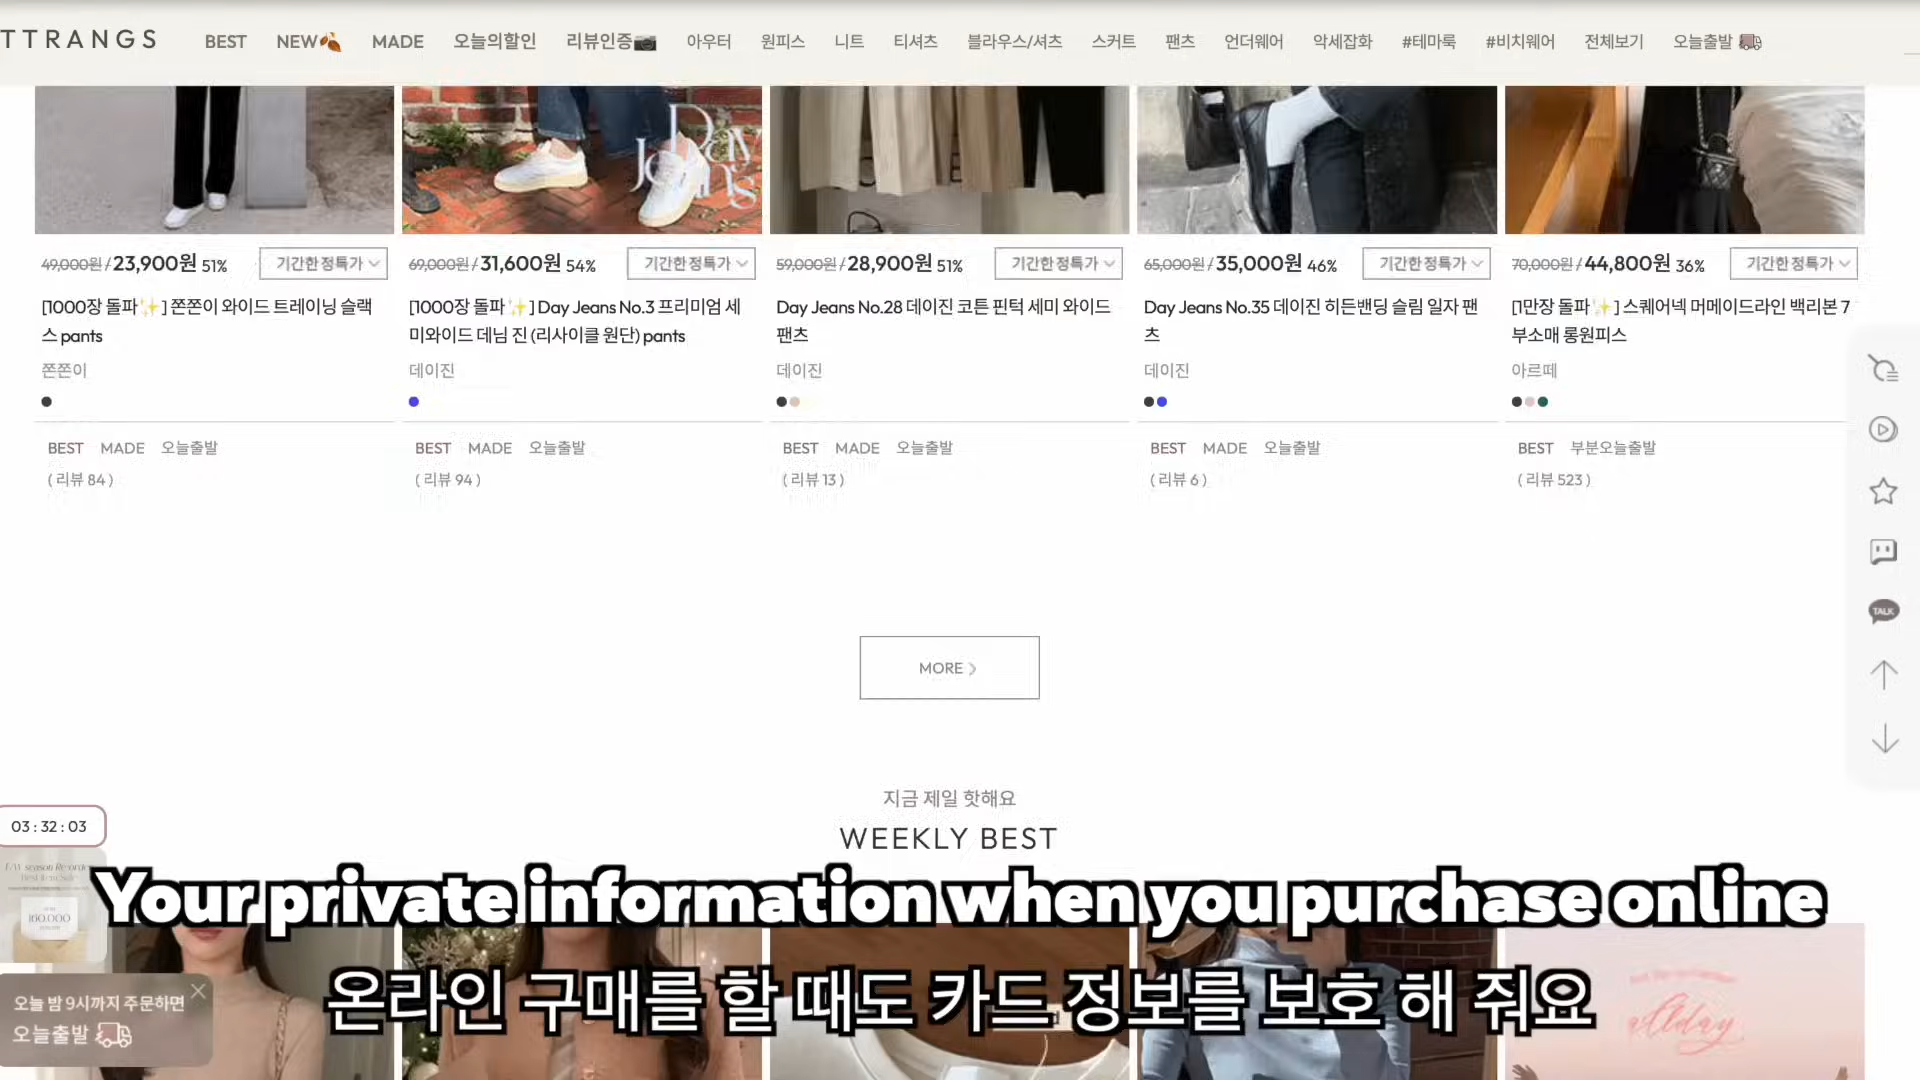 TTRANGS
BEST NEW MADE 오늘의할인 리뷰인증 아우터 원피스 니트 티셔츠 블라우스/셔츠 스커트 팬츠 언더웨어 악세잡화 #테마룩 #비치웨어 전체보기 오늘출발
Day Jeans
49,000원 / 23,900원 51% 기간한정특가
[1000장 돌파✨] 쫀쫀이 와이드 트레이닝 슬랙
스 pants
쫀쫀이
BEST MADE 오늘출발
( 리뷰 84 )
69,000원 / 31,600원 54% 기간한정특가
[1000장 돌파✨] Day Jeans No.3 프리미엄 세
미와이드 데님 진 (리사이클 원단) pants
데이진
BEST MADE 오늘출발
( 리뷰 94 )
59,000원 / 28,900원 51% 기간한정특가
Day Jeans No.28 데이진 코튼 핀턱 세미 와이드
팬츠
데이진
BEST MADE 오늘출발
( 리뷰 13 )
65,000원 / 35,000원 46% 기간한정특가
Day Jeans No.35 데이진 히든밴딩 슬림 일자 팬
츠
데이진
BEST MADE 오늘출발
( 리뷰 6 )
70,000원 / 44,800원 36% 기간한정특가
[1만장 돌파✨] 스퀘어넥 머메이드라인 백리본 7
부소매 롱원피스
아르떼
BEST 부분오늘출발
( 리뷰 523 )
TALK
MORE
지금 제일 핫해요
WEEKLY BEST
03 : 32 : 03
F/W season Re-order
160,000
오늘 밤 9시까지 주문하면
오늘출발
allday
Your private information when you purchase online
온라인 구매를 할 때도 카드 정보를 보호 해 줘요